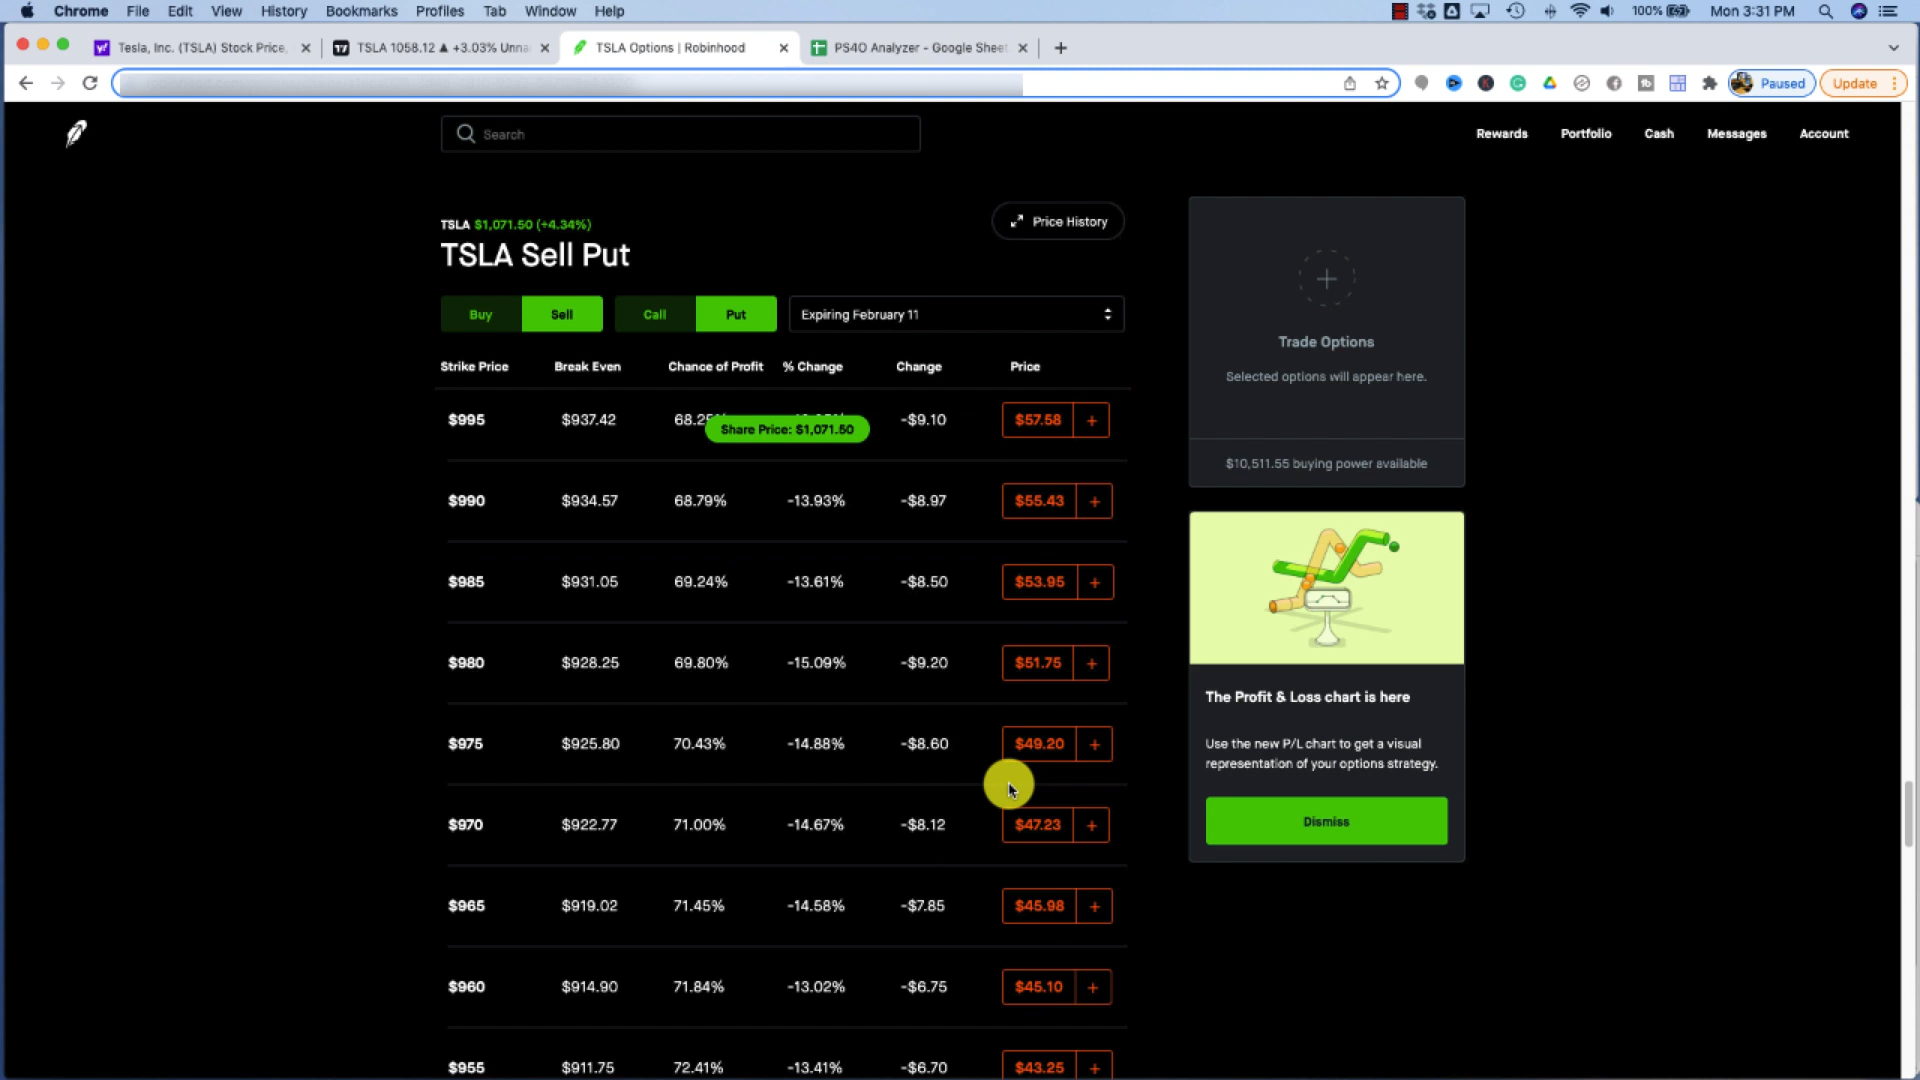 Chrome File Edit View History Bookmarks Profiles Tab Window Help 100% Mon 3:31 PM
Tesla, Inc. (TSLA) Stock Price, TSLA 1058.12 ▲ +3.03% Unna TSLA Options | Robinhood PS4O Analyzer - Google Sheet
Paused Update
Search Rewards Portfolio Cash Messages Account
TSLA $1,071.50 (+4.34%)
TSLA Sell Put
Price History
Buy Sell Call Put Expiring February 11
Strike Price Break Even Chance of Profit % Change Change Price
$995 $937.42 -$9.10 $57.58 +
Share Price: $1,071.50
$990 $934.57 68.79% -13.93% -$8.97 $55.43 +
$985 $931.05 69.24% -13.61% -$8.50 $53.95 +
$980 $928.25 69.80% -15.09% -$9.20 $51.75 +
$975 $925.80 70.43% -14.88% -$8.60 $49.20 +
$970 $922.77 71.00% -14.67% -$8.12 $47.23 +
$965 $919.02 71.45% -14.58% -$7.85 $45.98 +
$960 $914.90 71.84% -13.02% -$6.75 $45.10 +
$955 $911.75 72.41% -13.41% -$6.70 $43.25 +
Trade Options
Selected options will appear here.
$10,511.55 buying power available
The Profit & Loss chart is here
Use the new P/L chart to get a visual
representation of your options strategy.
Dismiss